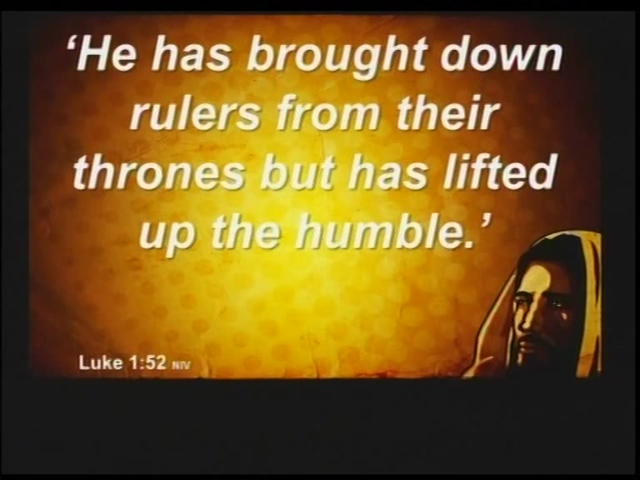 ‘He has brought down
rulers from their
thrones but has lifted
up the humble.’
Luke 1:52 NIV